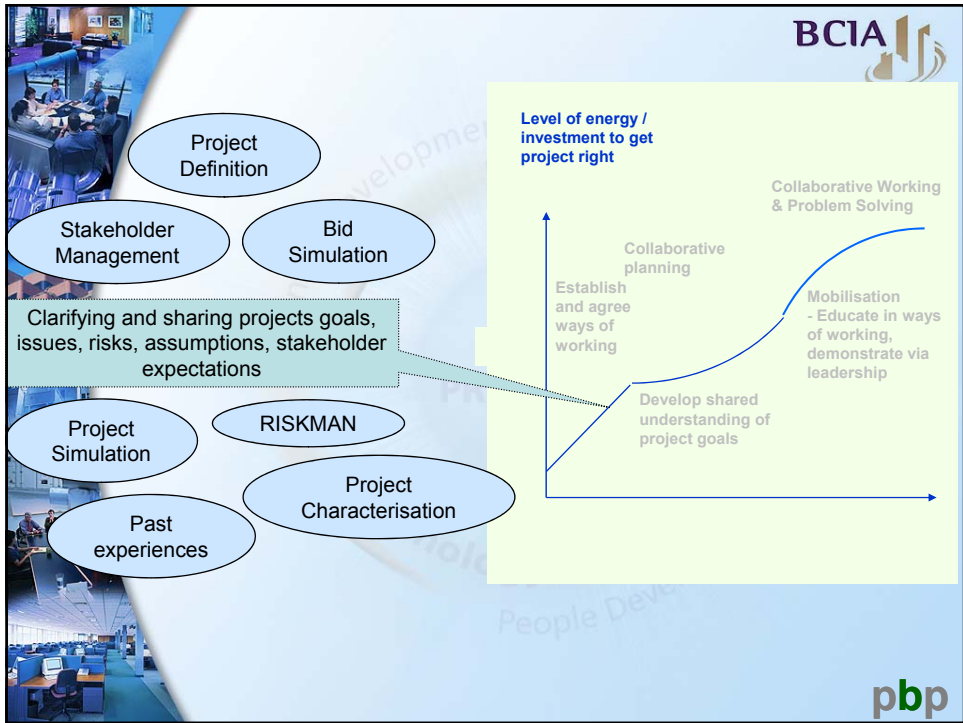 BCIA
Project
Definition
Stakeholder
Management
Bid
Simulation
Clarifying and sharing projects goals,
issues, risks, assumptions, stakeholder
expectations
Project
Simulation
RISKMAN
Project
Characterisation
Past
experiences
Level of energy /
investment to get
project right
Collaborative Working
& Problem Solving
Collaborative
planning
Establish
and agree
ways of
working
Mobilisation
- Educate in ways
of working,
demonstrate via
leadership
Develop shared
understanding of
project goals
People Deve
pbp